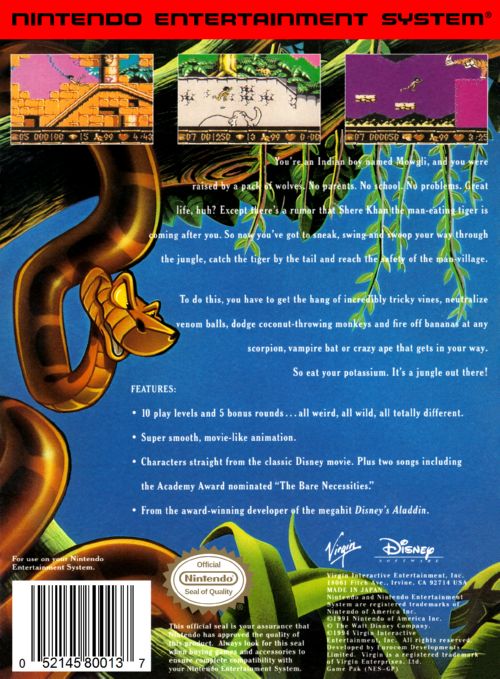 NINTENDO ENTERTAINMENT SYSTEM®
You're an Indian boy named Mowgli, and you were
raised by a pack of wolves. No parents. No school. No problems. Great
life, huh? Except there's a rumor that Shere Khan the man-eating tiger is
coming after you. So now you've got to sneak, swing and swoop your way through
the jungle, catch the tiger by the tail and reach the safety of the man-village.
To do this, you have to get the hang of incredibly tricky vines, neutralize
venom balls, dodge coconut-throwing monkeys and fire off bananas at any
scorpion, vampire bat or crazy ape that gets in your way.
So eat your potassium. It's a jungle out there!
FEATURES:
• 10 play levels and 5 bonus rounds...all weird, all wild, all totally different.
• Super smooth, movie-like animation.
• Characters straight from the classic Disney movie. Plus two songs including
the Academy Award nominated "The Bare Necessities."
• From the award-winning developer of the megahit Disney's Aladdin.
Virgin
Disney
SOFTWARE
For use on your Nintendo
Entertainment System.
Official
Nintendo
Seal of Quality
This official seal is your assurance that
Nintendo has approved the quality of
this product. Always look for this seal
when buying games and accessories to
ensure complete compatibility with
your Nintendo Entertainment System.
Virgin Interactive Entertainment, Inc.
18061 Fitch Ave., Irvine, CA 92714 USA
MADE IN JAPAN
Nintendo and Nintendo Entertainment
System are registered trademarks of
Nintendo of America Inc.
©1991 Nintendo of America Inc.
© The Walt Disney Company.
©1994 Virgin Interactive
Entertainment, Inc. All rights reserved.
Developed by Eurocom Developments
Limited. Virgin is a registered trademark
of Virgin Enterprises, Ltd.
Game Pak (NES-GP)
0 52145 80013 7